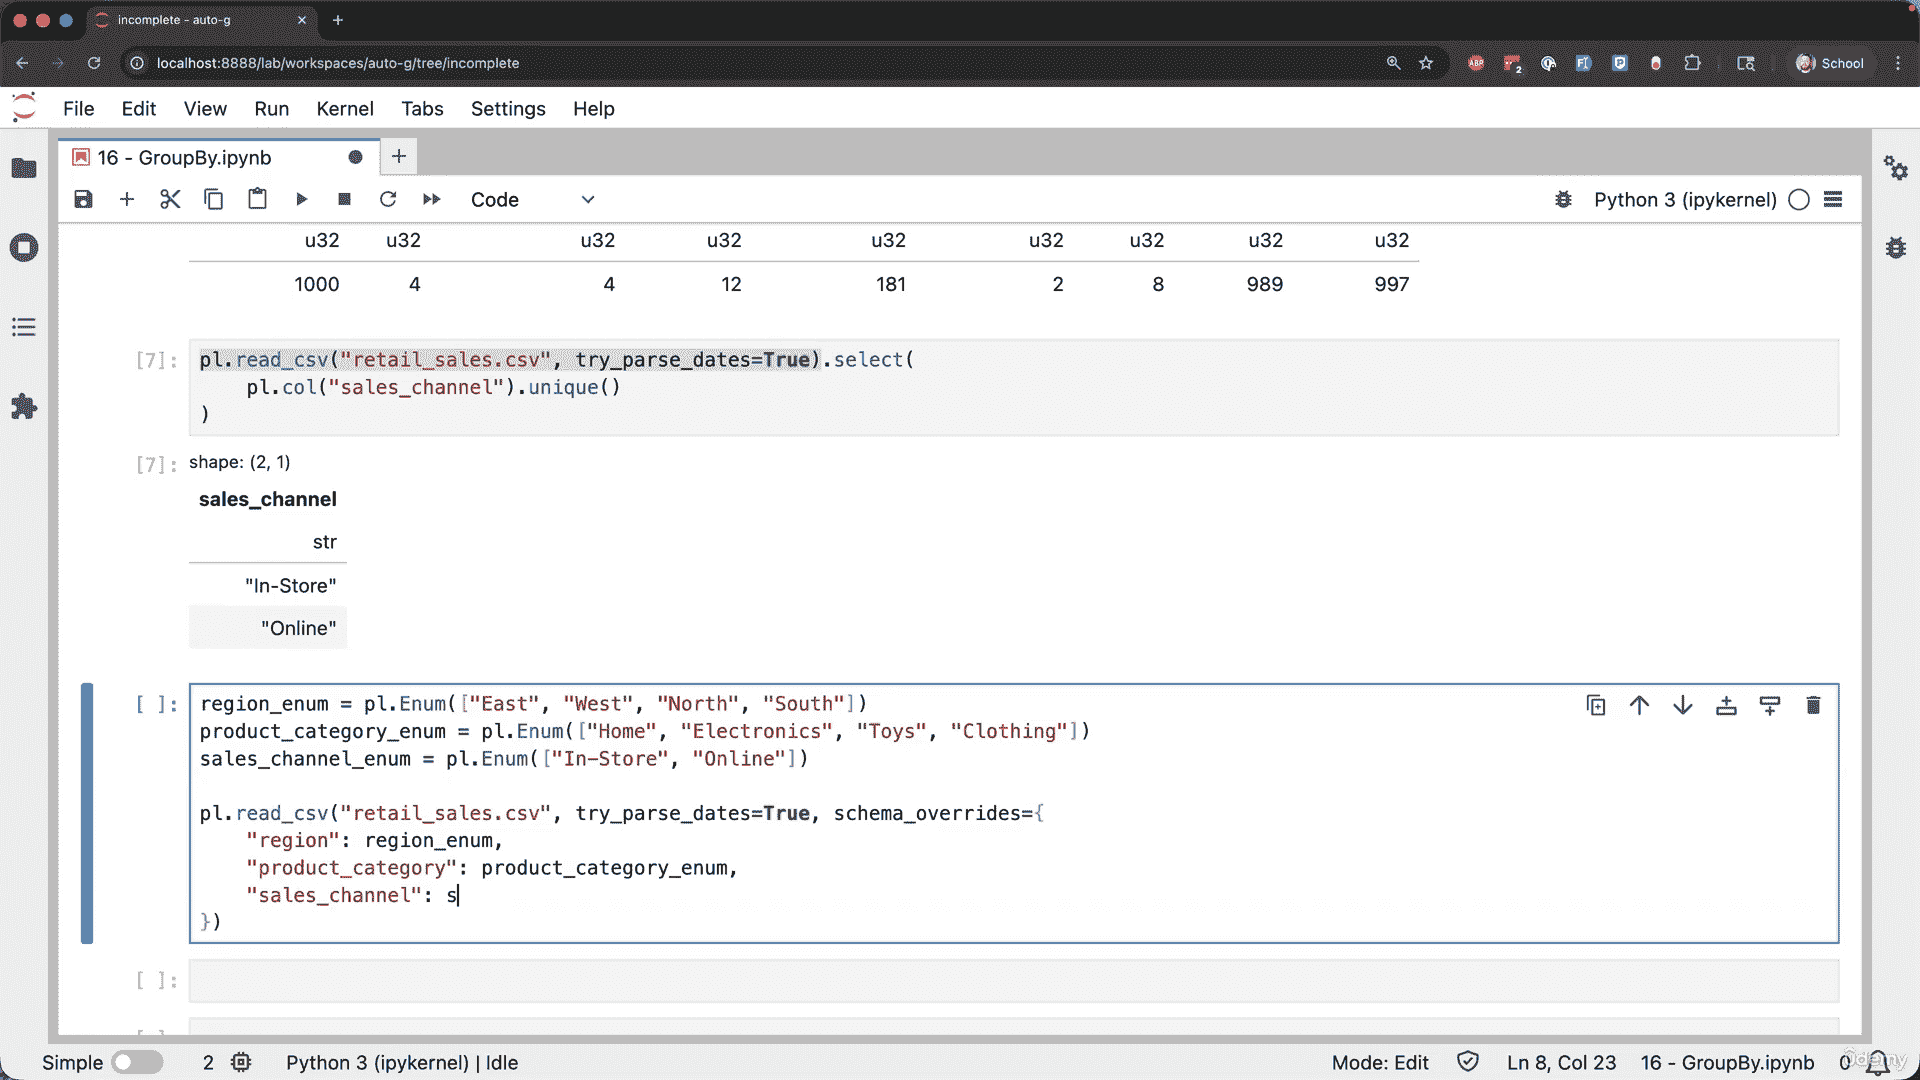 incomplete - auto-g
localhost:8888/lab/workspaces/auto-g/tree/incomplete
ABP
2
School
File Edit View Run Kernel Tabs Settings Help
16 - GroupBy.ipynb
Code
Python 3 (ipykernel)
u32 u32 u32 u32 u32 u32 u32 u32 u32
1000 4 4 12 181 2 8 989 997
[7]: pl.read_csv("retail_sales.csv", try_parse_dates=True).select(
    pl.col("sales_channel").unique()
)
[7]: shape: (2, 1)
sales_channel
str
"In-Store"
"Online"
[ ]: region_enum = pl.Enum(["East", "West", "North", "South"])
product_category_enum = pl.Enum(["Home", "Electronics", "Toys", "Clothing"])
sales_channel_enum = pl.Enum(["In-Store", "Online"])
pl.read_csv("retail_sales.csv", try_parse_dates=True, schema_overrides={
    "region": region_enum,
    "product_category": product_category_enum,
    "sales_channel": s
})
[ ]:
Simple 2 Python 3 (ipykernel) | Idle Mode: Edit Ln 8, Col 23 16 - GroupBy.ipynb 0
udemy